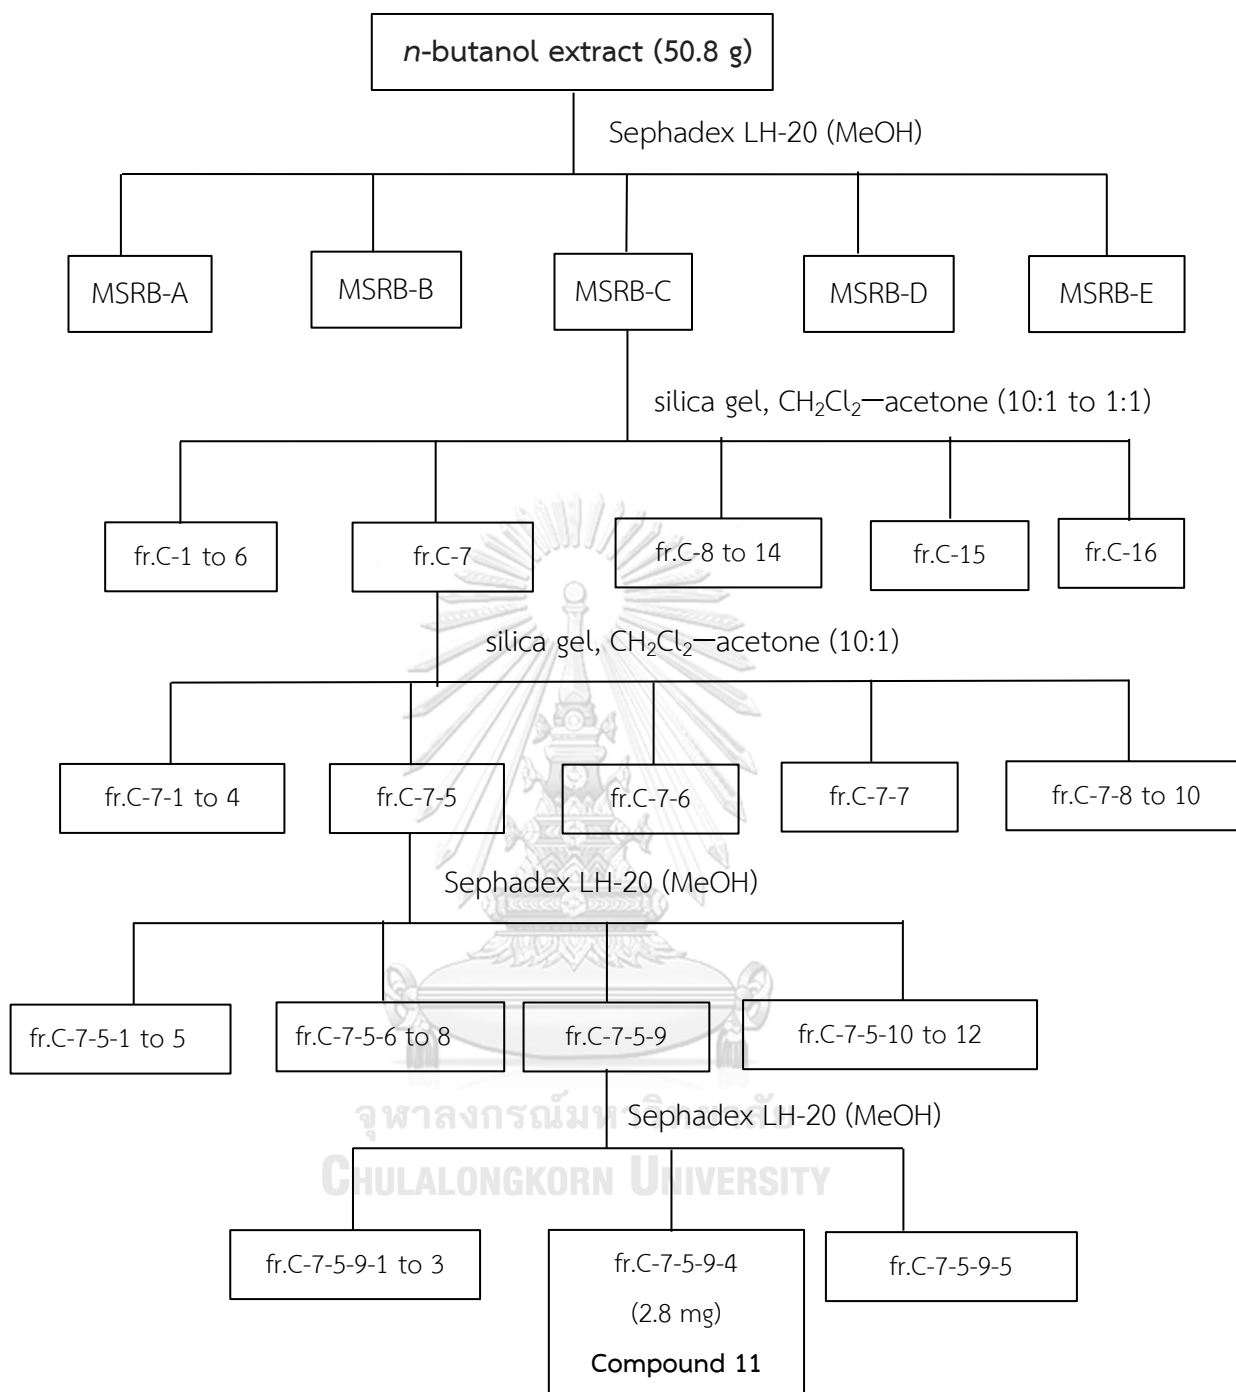 n-butanol extract (50.8 g)
Sephadex LH-20 (MeOH)
MSRB-A
MSRB-B
MSRB-C
MSRB-D
MSRB-E
silica gel, CH₂Cl₂—acetone (10:1 to 1:1)
fr.C-1 to 6
fr.C-7
fr.C-8 to 14
fr.C-15
fr.C-16
silica gel, CH₂Cl₂—acetone (10:1)
fr.C-7-1 to 4
fr.C-7-5
fr.C-7-6
fr.C-7-7
fr.C-7-8 to 10
Sephadex LH-20 (MeOH)
fr.C-7-5-1 to 5
fr.C-7-5-6 to 8
fr.C-7-5-9
fr.C-7-5-10 to 12
จุฬาลงกรณ์มหาวิทยาลัย
Sephadex LH-20 (MeOH)
CHULALONGKORN UNIVERSITY
fr.C-7-5-9-1 to 3
fr.C-7-5-9-4
(2.8 mg)
Compound 11
fr.C-7-5-9-5